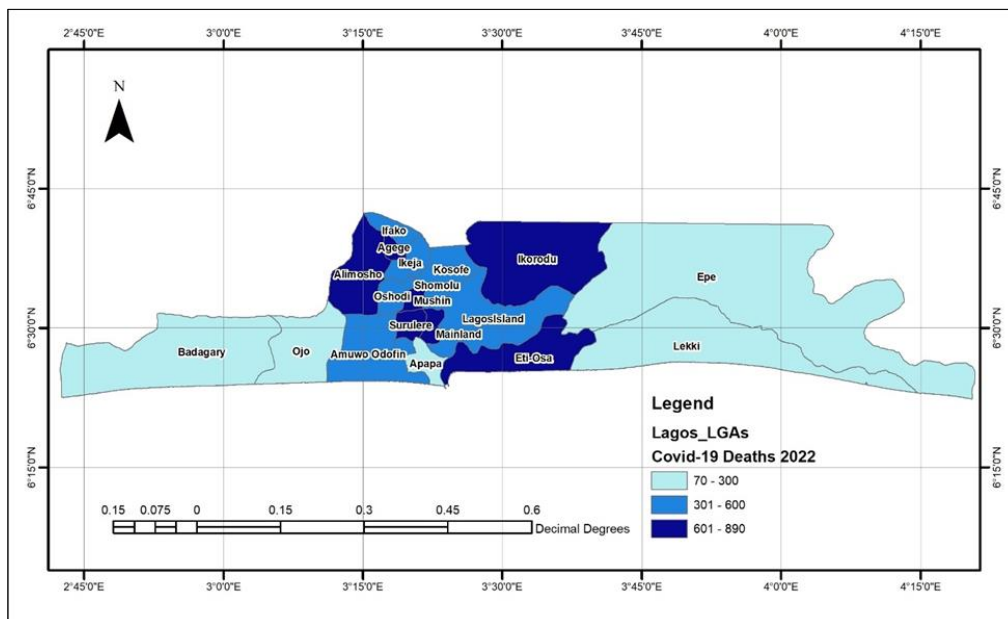 2°45'0"E 3°0'0"E 3°15'0"E 3°30'0"E 3°45'0"E 4°0'0"E 4°15'0"E
N
6°45'0"N 6°45'0"N
Ifako
Agege
Ikeja
Kosofe
Ikorodu
Alimosho
Epe
Shomolu
Oshodi
Mushin
LagosIsland
6°30'0"N 6°30'0"N
Surulere
Mainland
Badagary
Ojo
Amuwo Odofin
Apapa
Eti-Osa
Lekki
Legend
Lagos_LGAs
Covid-19 Deaths 2022
70 - 300
301 - 600
601 - 890
6°15'0"N 6°15'0"N
0.15 0.075 0 0.15 0.3 0.45 0.6
Decimal Degrees
2°45'0"E 3°0'0"E 3°15'0"E 3°30'0"E 3°45'0"E 4°0'0"E 4°15'0"E